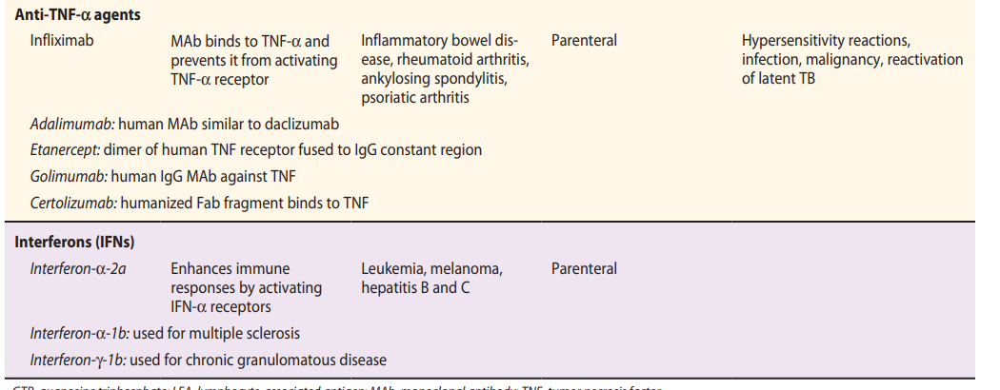 Anti-TNF-α agents
Infliximab
MAb binds to TNF-α and
prevents it from activating
TNF-α receptor
Inflammatory bowel dis-
ease, rheumatoid arthritis,
ankylosing spondylitis,
psoriatic arthritis
Parenteral
Hypersensitivity reactions,
infection, malignancy, reactivation
of latent TB
Adalimumab: human MAb similar to daclizumab
Etanercept: dimer of human TNF receptor fused to IgG constant region
Golimumab: human IgG MAb against TNF
Certolizumab: humanized Fab fragment binds to TNF
Interferons (IFNs)
Interferon-α-2a
Enhances immune
responses by activating
IFN-α receptors
Leukemia, melanoma,
hepatitis B and C
Parenteral
Interferon-α-1b: used for multiple sclerosis
Interferon-γ-1b: used for chronic granulomatous disease
GTP, guanosine triphosphate; LFA, lymphocyte-associated antigen; MAb, monoclonal antibody; TNF, tumor necrosis factor.